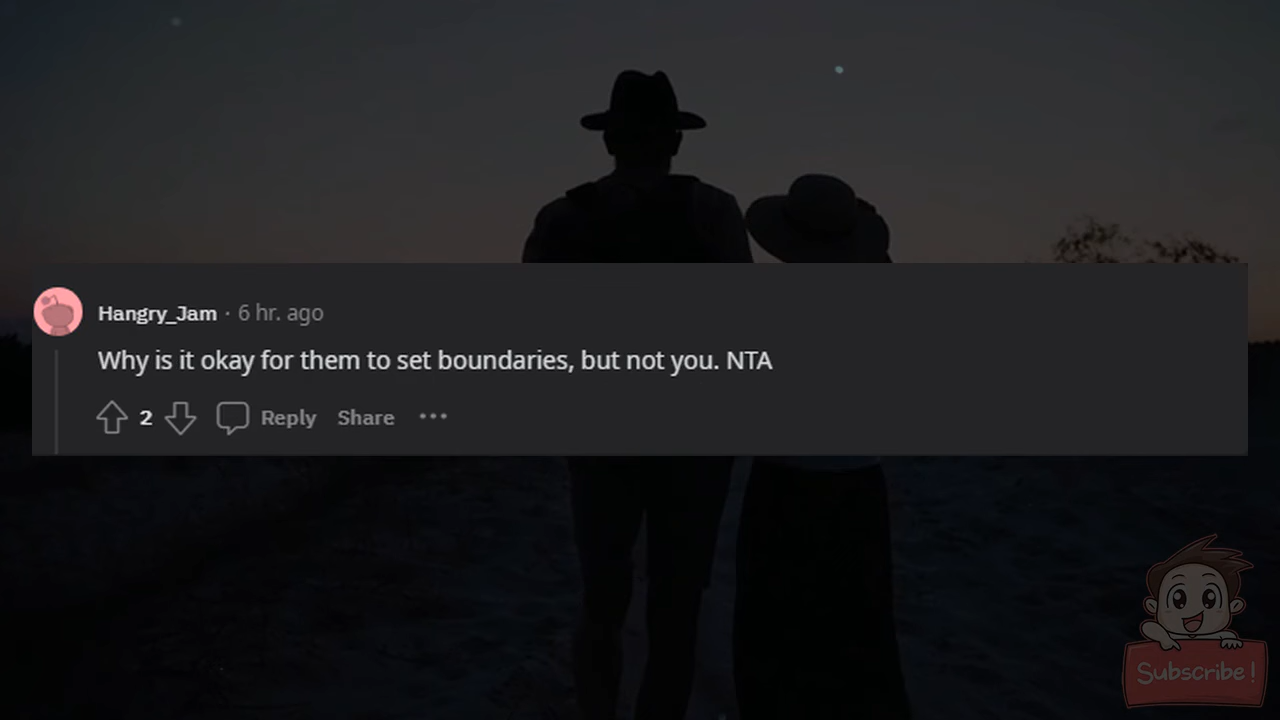 Hangry_Jam · 6 hr. ago
Why is it okay for them to set boundaries, but not you. NTA
2 Reply Share ...
Subscribe!